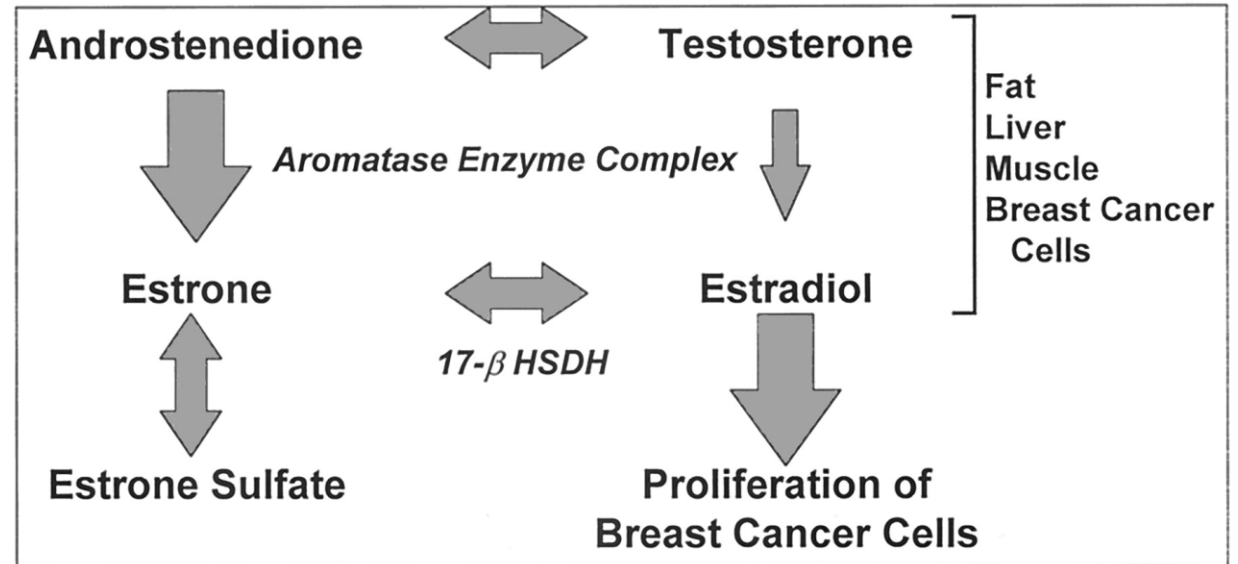 Androstenedione
Testosterone
Fat
Liver
Muscle
Breast Cancer
Cells
Aromatase Enzyme Complex
Estrone
Estradiol
17-β HSDH
Estrone Sulfate
Proliferation of
Breast Cancer Cells